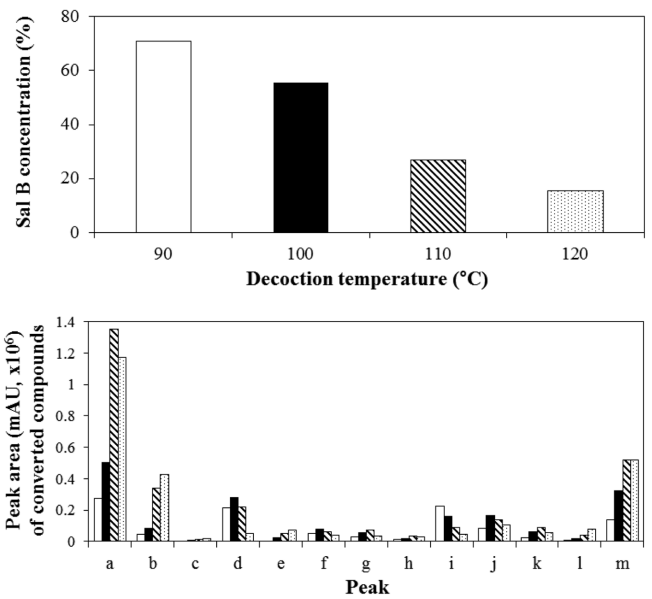 Sal B concentration (%)
80
60
40
20
0
90 100 110 120
Decoction temperature (°C)
Peak area (mAU, x10⁶)
of converted compounds
1.4
1.2
1
0.8
0.6
0.4
0.2
0
a b c d e f g h i j k l m
Peak